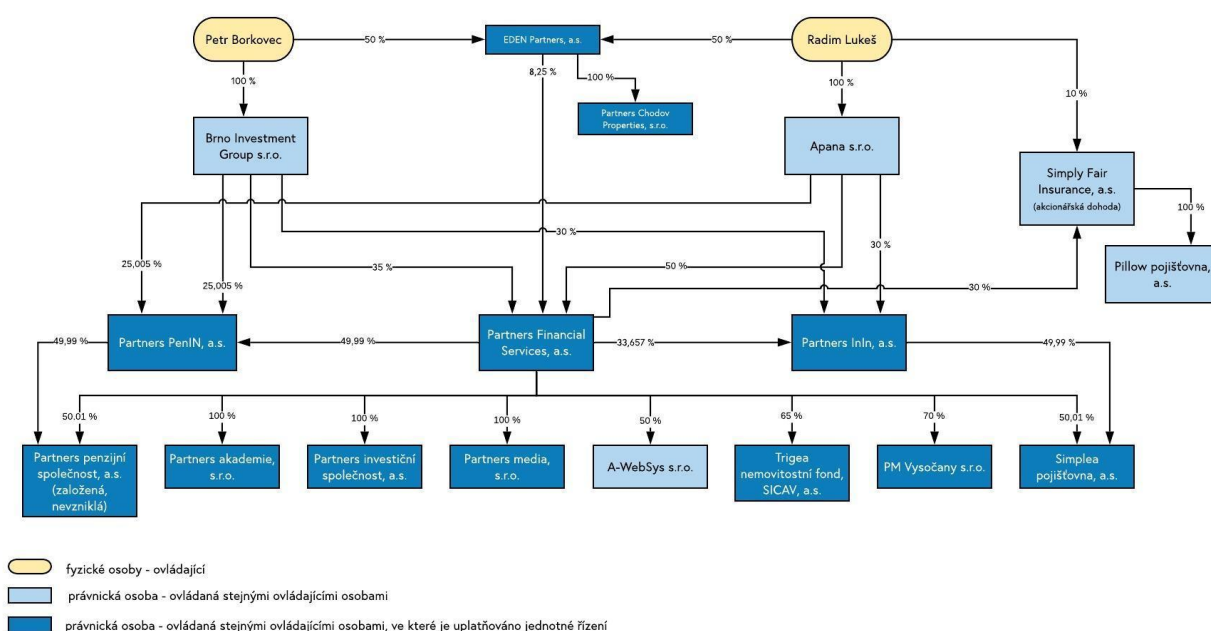 Petr Borkovec
50 %
EDEN Partners, a.s.
50 %
Radim Lukeš
100 %
8,25 %
100 %
100 %
10 %
Partners Chodov
Properties, s.r.o.
Brno Investment
Group s.r.o.
Apana s.r.o.
Simply Fair
Insurance, a.s.
(akcionářská dohoda)
100 %
30 %
30 %
25,005 %
35 %
50 %
Pillow pojišťovna,
a.s.
25,005 %
30 %
Partners PenIN, a.s.
Partners Financial
Services, a.s.
Partners InIn, a.s.
49,99 %
49,99 %
33,657 %
49,99 %
50,01 %
100 %
100 %
100 %
50 %
65 %
70 %
50,01 %
Partners penzijní
společnost, a.s.
(založená,
nevzniklá)
Partners akademie,
s.r.o.
Partners investiční
společnost, a.s.
Partners media,
s.r.o.
A-WebSys s.r.o.
Trigea
nemovitostní fond,
SICAV, a.s.
PM Vysočany s.r.o.
Simplea
pojišťovna, a.s.
fyzické osoby - ovládající
právnická osoba - ovládaná stejnými ovládajícími osobami
právnická osoba - ovládaná stejnými ovládajícími osobami, ve které je uplatňováno jednotné řízení